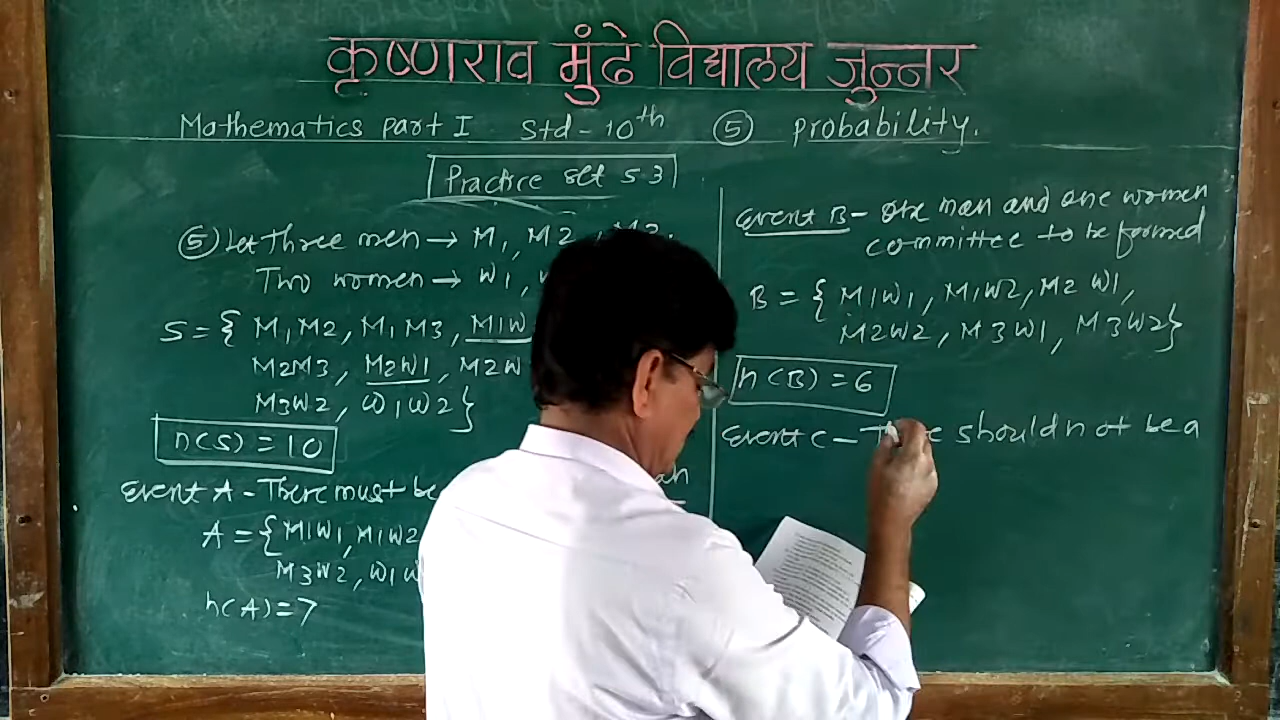 कृष्णराव मुंढे विद्यालय जुन्नर
Mathematics part I Std - 10th ⑤ probability.
Practice set 5 3
⑤ Let Three men → M1, M2, M3.
Two women → W1,
S = { M1M2, M1M3, M1W
M2M3, M2W1, M2W
M3W2, W1W2 }
n(S) = 10
Event A - There must be
A = { M1W1, M1W2
M3W2, W1W
n(A) = 7
Event B - One man and one women
committee to be formed
B = { M1W1, M1W2, M2W1,
M2W2, M3W1, M3W2 }
n(B) = 6
Event C - should not be a